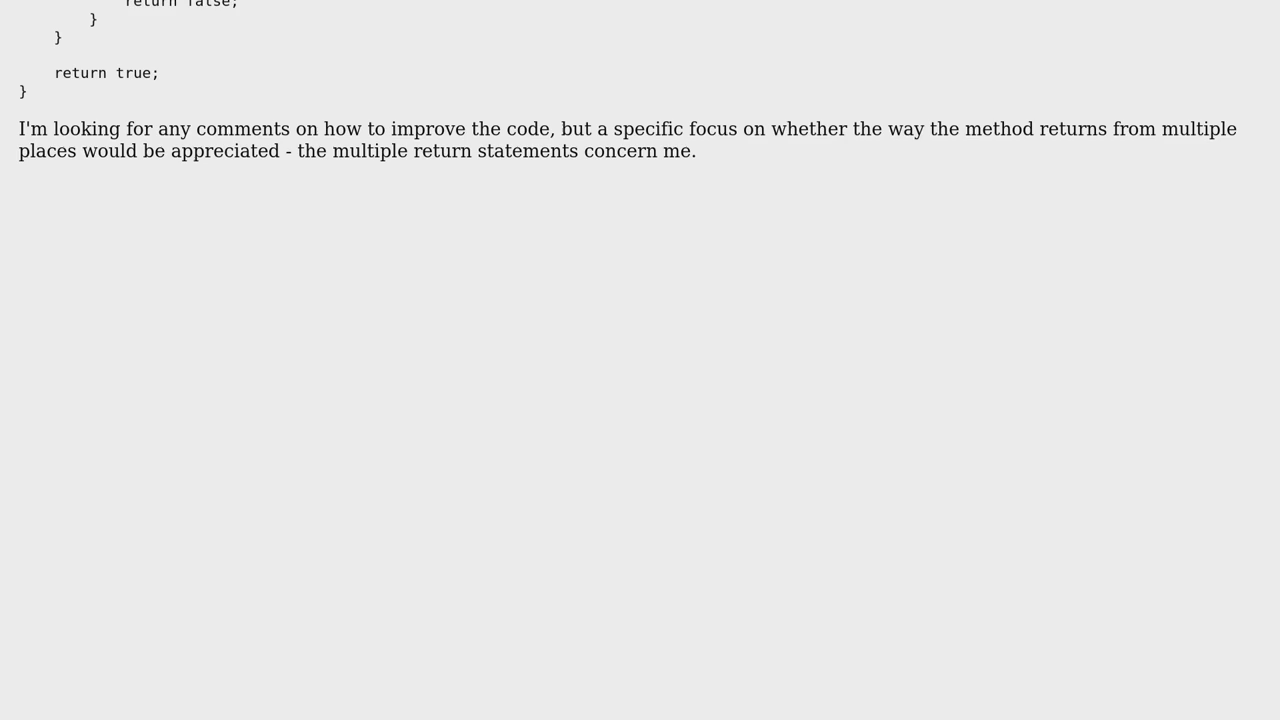 return false;
        }
    }

    return true;
}
I'm looking for any comments on how to improve the code, but a specific focus on whether the way the method returns from multiple
places would be appreciated - the multiple return statements concern me.